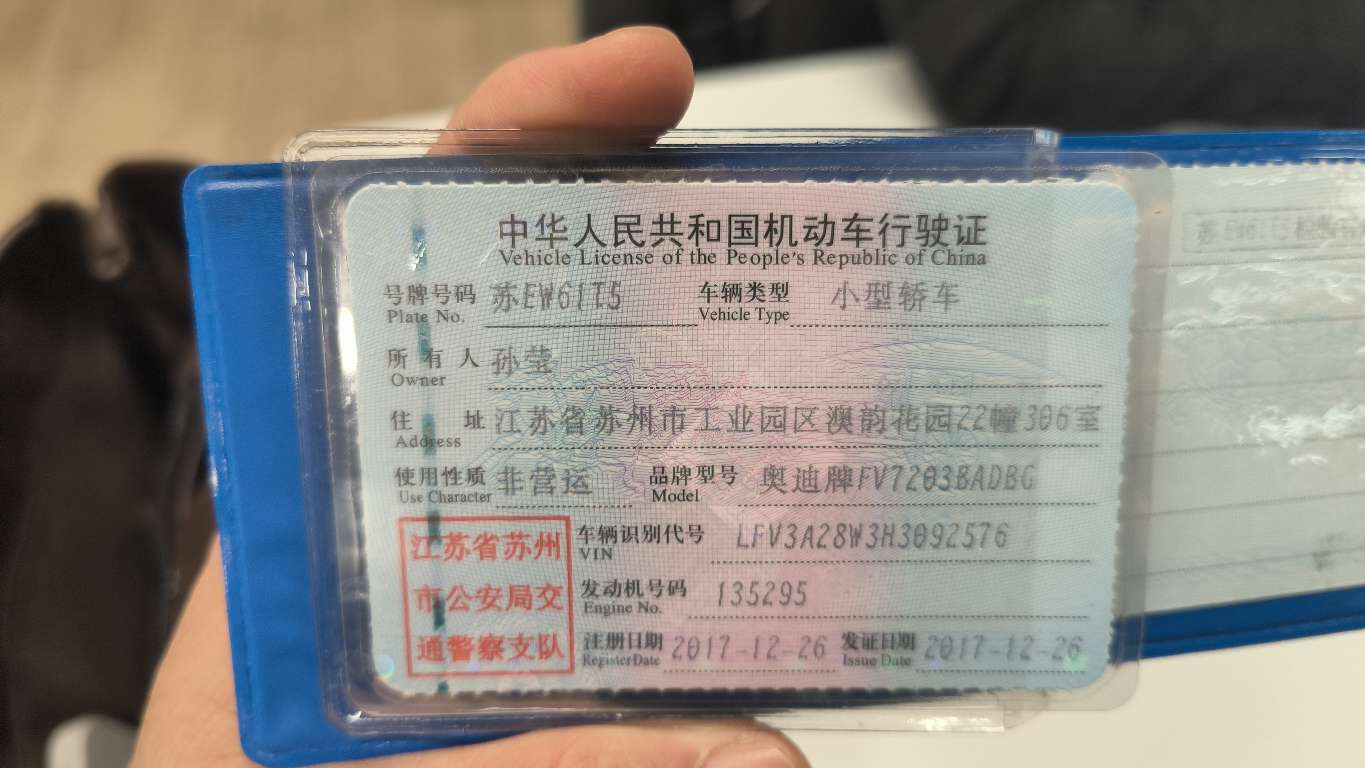 中华人民共和国机动车行驶证
Vehicle License of the People's Republic of China
号牌号码 苏EW61T5 车辆类型 小型轿车
Plate No. Vehicle Type
所有人 孙莹
Owner
住址 江苏省苏州市工业园区澳韵花园22幢306室
Address
使用性质 非营运 品牌型号 奥迪牌FV7203BADBG
Use Character Model
江苏省苏州
市公安局交
通警察支队
车辆识别代号 LFV3A28W3H3092576
VIN
发动机号码 135295
Engine No.
注册日期 2017-12-26 发证日期 2017-12-26
Register Date Issue Date